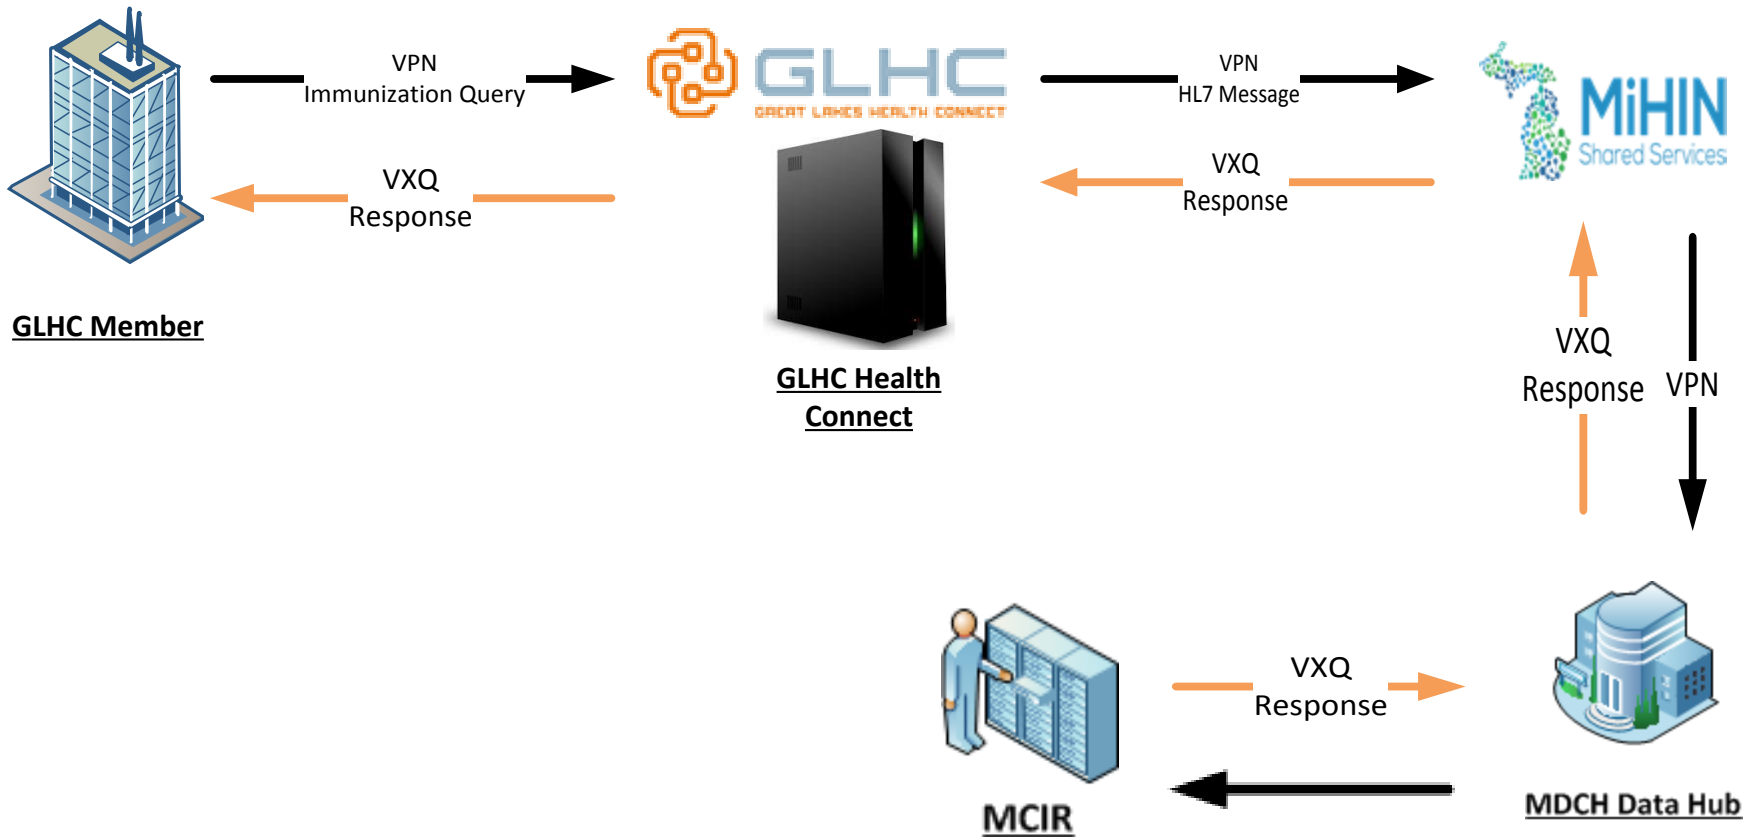 VPN
Immunization Query
GLHC
GREAT LAKES HEALTH CONNECT
VPN
HL7 Message
MiHIN
Shared Services
VXQ
Response
VXQ
Response
GLHC Member
GLHC Health
Connect
VXQ
Response
VPN
VXQ
Response
MCIR
MDCH Data Hub